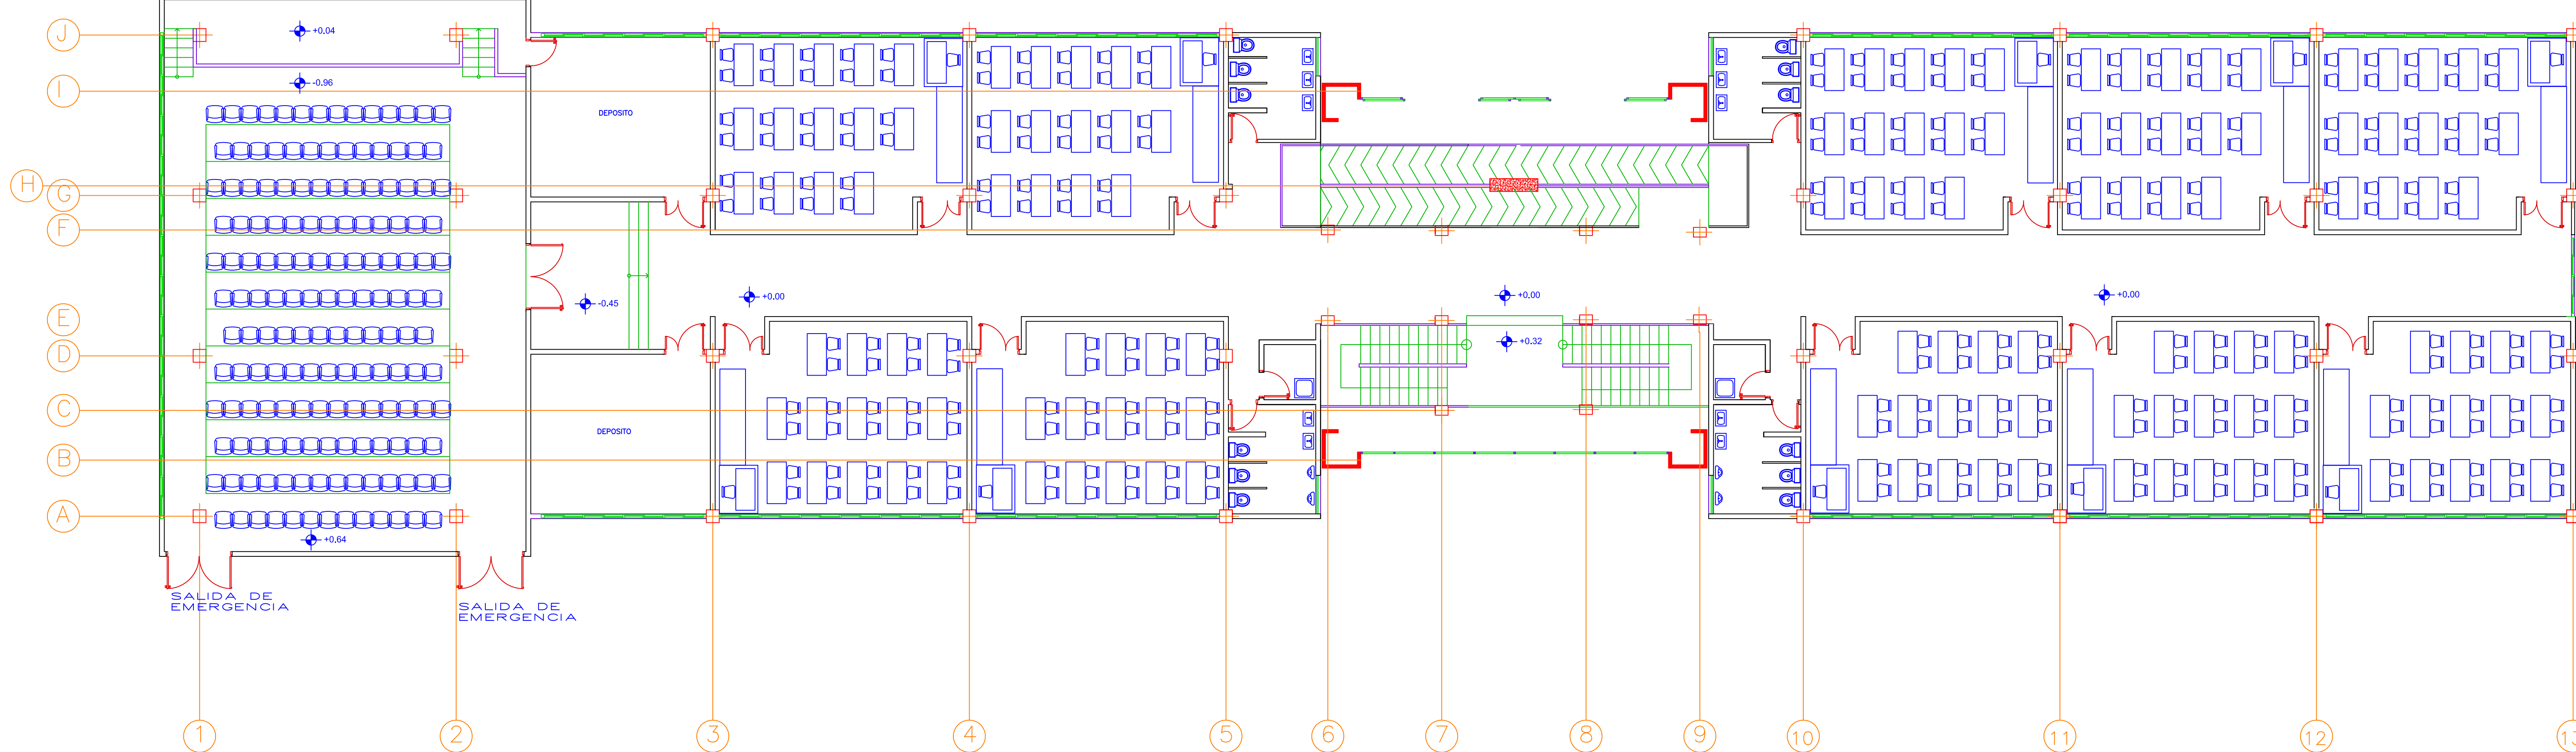 J
+0.04
I
-0.96
DEPOSITO
H
G
F
-0.45
+0.00
+0.00
+0.00
E
D
+0.32
C
DEPOSITO
B
A
+0.64
SALIDA DE
EMERGENCIA
SALIDA DE
EMERGENCIA
1
2
3
4
5
6
7
8
9
10
11
12
13